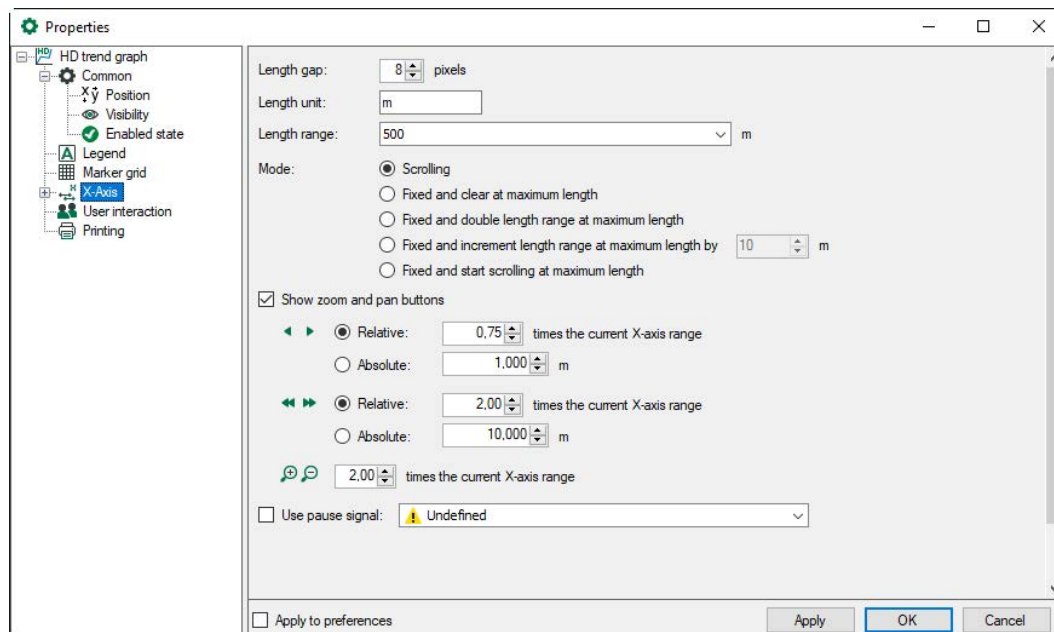 Properties
HD trend graph
Common
Position
Visibility
Enabled state
Legend
Marker grid
X-Axis
User interaction
Printing
Length gap: 8 pixels
Length unit: m
Length range: 500 m
Mode: Scrolling
Fixed and clear at maximum length
Fixed and double length range at maximum length
Fixed and increment length range at maximum length by 10 m
Fixed and start scrolling at maximum length
Show zoom and pan buttons
Relative: 0,75 times the current X-axis range
Absolute: 1,000 m
Relative: 2,00 times the current X-axis range
Absolute: 10,000 m
2,00 times the current X-axis range
Use pause signal: Undefined
Apply to preferences Apply OK Cancel